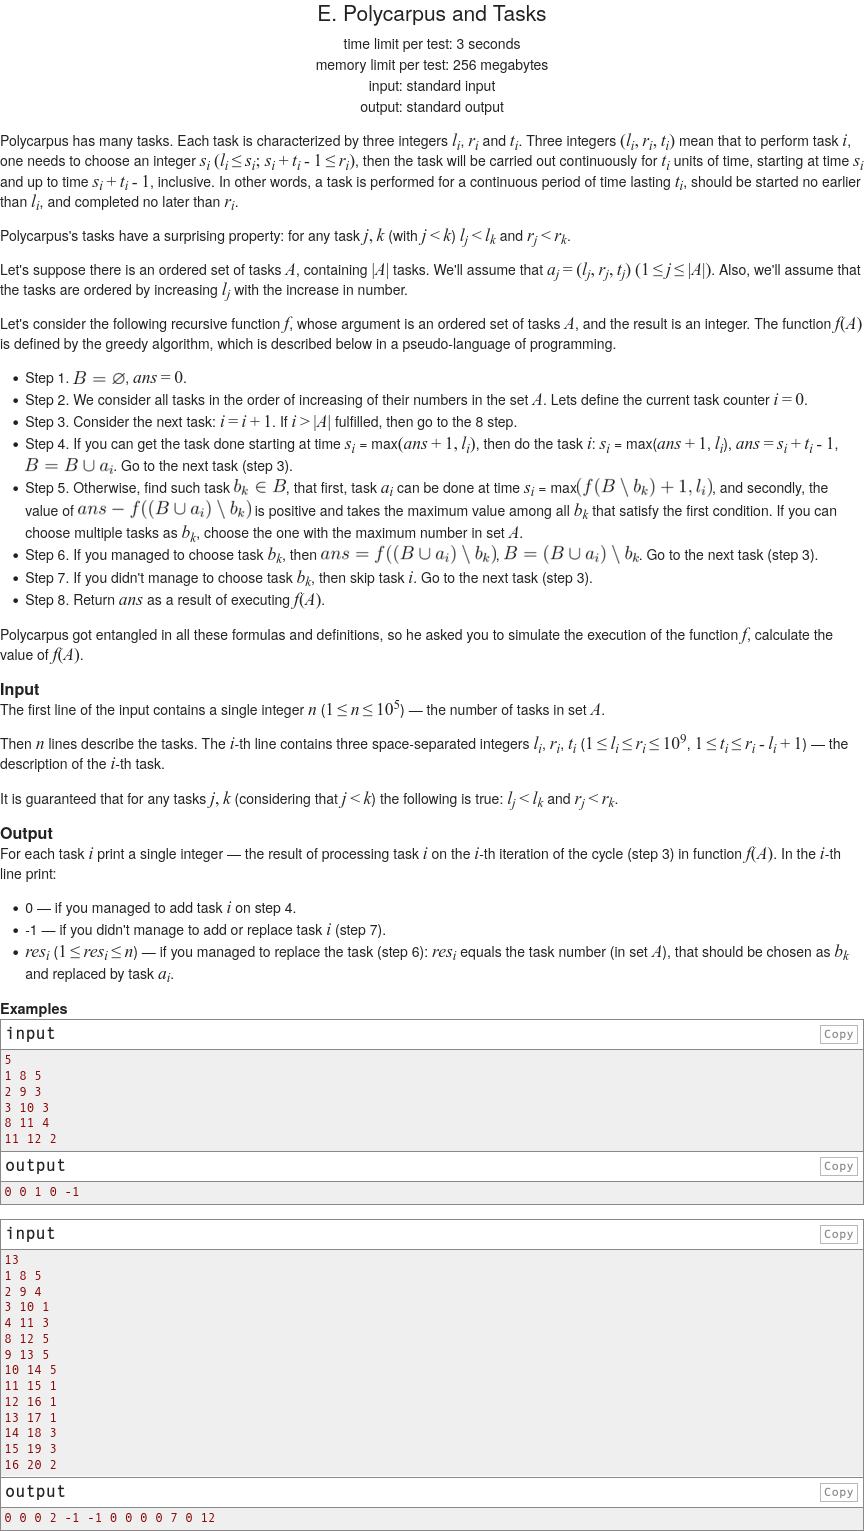 E. Polycarpus and Tasks
time limit per test: 3 seconds
memory limit per test: 256 megabytes
input: standard input
output: standard output
Polycarpus has many tasks. Each task is characterized by three integers l_i, r_i and t_i. Three integers (l_i, r_i, t_i) mean that to perform task i,
one needs to choose an integer s_i (l_i ≤ s_i; s_i + t_i - 1 ≤ r_i), then the task will be carried out continuously for t_i units of time, starting at time s_i
and up to time s_i + t_i - 1, inclusive. In other words, a task is performed for a continuous period of time lasting t_i, should be started no earlier
than l_i, and completed no later than r_i.
Polycarpus's tasks have a surprising property: for any task j, k (with j < k) l_j < l_k and r_j < r_k.
Let's suppose there is an ordered set of tasks A, containing |A| tasks. We'll assume that a_j = (l_j, r_j, t_j) (1 ≤ j ≤ |A|). Also, we'll assume that
the tasks are ordered by increasing l_j with the increase in number.
Let's consider the following recursive function f, whose argument is an ordered set of tasks A, and the result is an integer. The function f(A)
is defined by the greedy algorithm, which is described below in a pseudo-language of programming.
• Step 1. B = ∅, ans = 0.
• Step 2. We consider all tasks in the order of increasing of their numbers in the set A. Lets define the current task counter i = 0.
• Step 3. Consider the next task: i = i + 1. If i > |A| fulfilled, then go to the 8 step.
• Step 4. If you can get the task done starting at time s_i = max(ans + 1, l_i), then do the task i: s_i = max(ans + 1, l_i), ans = s_i + t_i - 1,
B = B ∪ a_i. Go to the next task (step 3).
• Step 5. Otherwise, find such task b_k ∈ B, that first, task a_i can be done at time s_i = max(f(B \ b_k) + 1, l_i), and secondly, the
value of ans − f((B ∪ a_i) \ b_k) is positive and takes the maximum value among all b_k that satisfy the first condition. If you can
choose multiple tasks as b_k, choose the one with the maximum number in set A.
• Step 6. If you managed to choose task b_k, then ans = f((B ∪ a_i) \ b_k), B = (B ∪ a_i) \ b_k. Go to the next task (step 3).
• Step 7. If you didn't manage to choose task b_k, then skip task i. Go to the next task (step 3).
• Step 8. Return ans as a result of executing f(A).
Polycarpus got entangled in all these formulas and definitions, so he asked you to simulate the execution of the function f, calculate the
value of f(A).
Input
The first line of the input contains a single integer n (1 ≤ n ≤ 10^5) — the number of tasks in set A.
Then n lines describe the tasks. The i-th line contains three space-separated integers l_i, r_i, t_i (1 ≤ l_i ≤ r_i ≤ 10^9, 1 ≤ t_i ≤ r_i - l_i + 1) — the
description of the i-th task.
It is guaranteed that for any tasks j, k (considering that j < k) the following is true: l_j < l_k and r_j < r_k.
Output
For each task i print a single integer — the result of processing task i on the i-th iteration of the cycle (step 3) in function f(A). In the i-th
line print:
• 0 — if you managed to add task i on step 4.
• -1 — if you didn't manage to add or replace task i (step 7).
• res_i (1 ≤ res_i ≤ n) — if you managed to replace the task (step 6): res_i equals the task number (in set A), that should be chosen as b_k
and replaced by task a_i.
Examples
input
Copy
5
1 8 5
2 9 3
3 10 3
8 11 4
11 12 2
output
Copy
0 0 1 0 -1
input
Copy
13
1 8 5
2 9 4
3 10 1
4 11 3
8 12 5
9 13 5
10 14 5
11 15 1
12 16 1
13 17 1
14 18 3
15 19 3
16 20 2
output
Copy
0 0 0 2 -1 -1 0 0 0 0 7 0 12